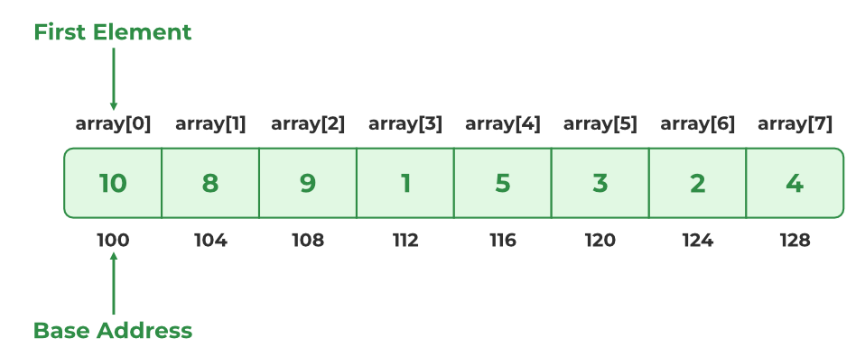 First Element
array[0] array[1] array[2] array[3] array[4] array[5] array[6] array[7]
10 8 9 1 5 3 2 4
100 104 108 112 116 120 124 128
Base Address